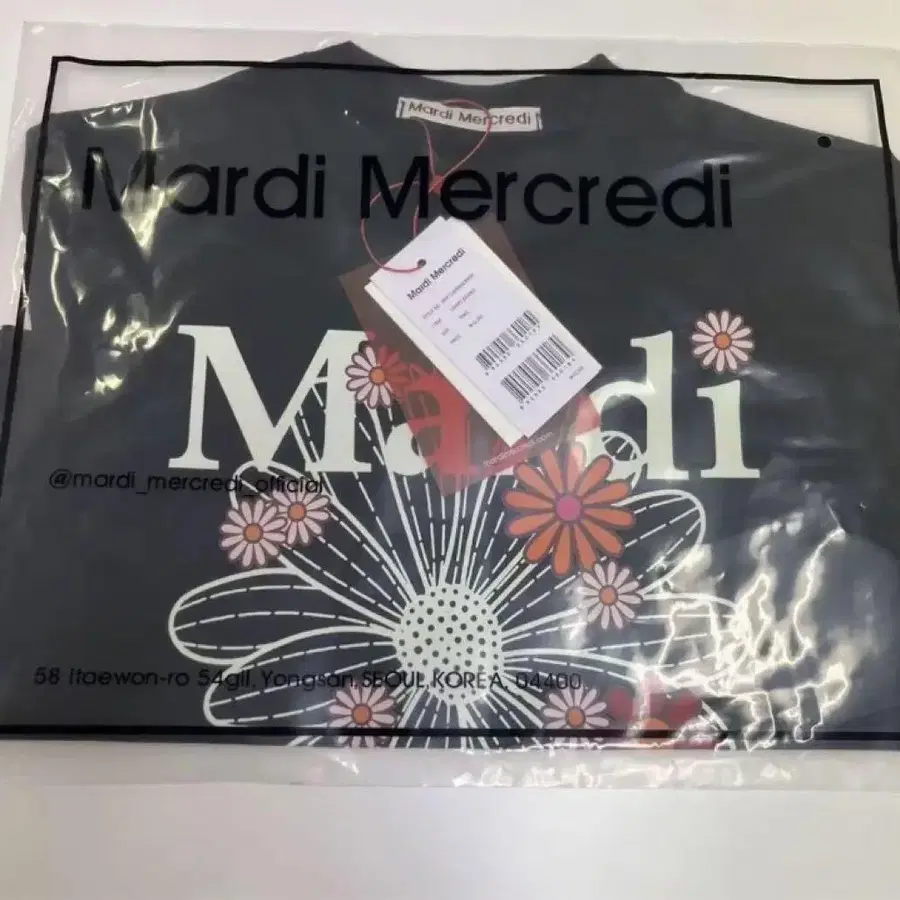 Mardi Mercredi
Mardi Mercredi
Mardi Mercredi
Mardi
@mardi_mercredi_official
58 itaewon-ro 54gil, Yongsan, SEOUL, KOREA, 04400